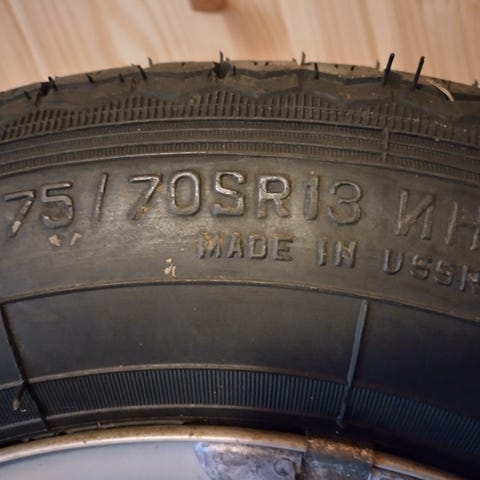 75/70SR13 ИН
MADE IN USSR